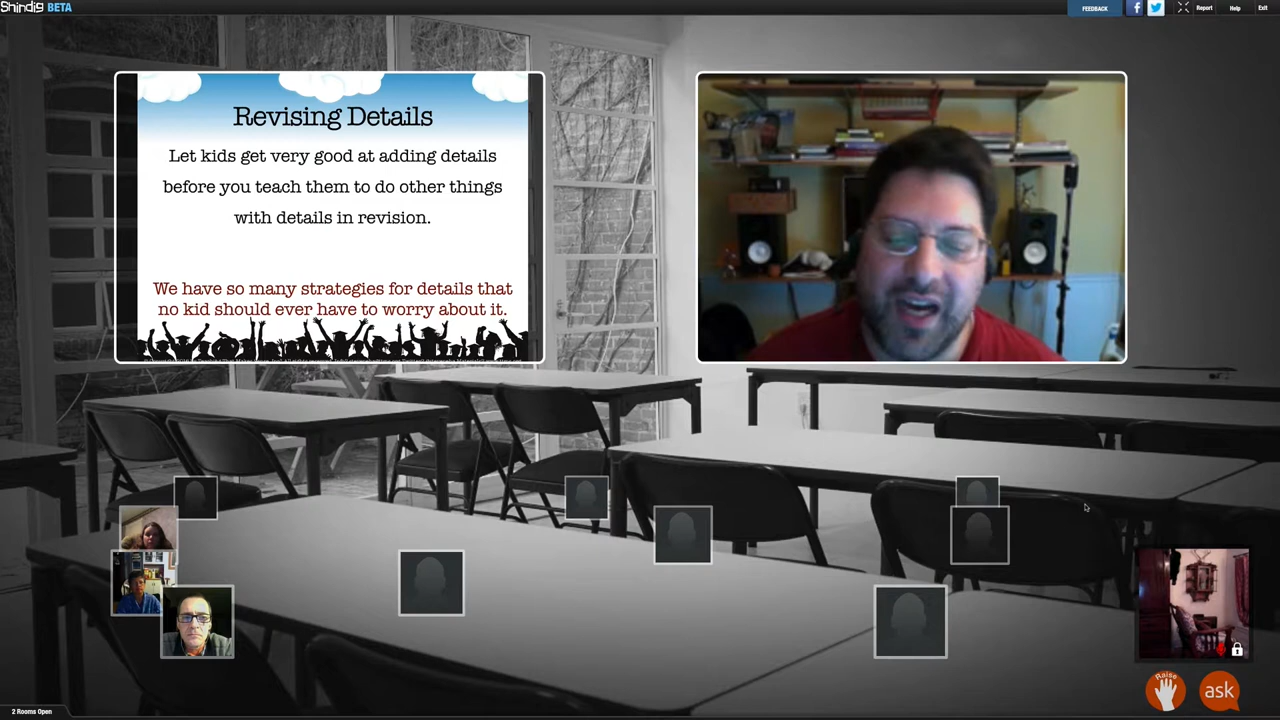 Shindig BETA
FEEDBACK
Report
Help
Exit
Revising Details
Let kids get very good at adding details
before you teach them to do other things
with details in revision.
We have so many strategies for details that
no kid should ever have to worry about it.
Raise
ask
2 Rooms Open